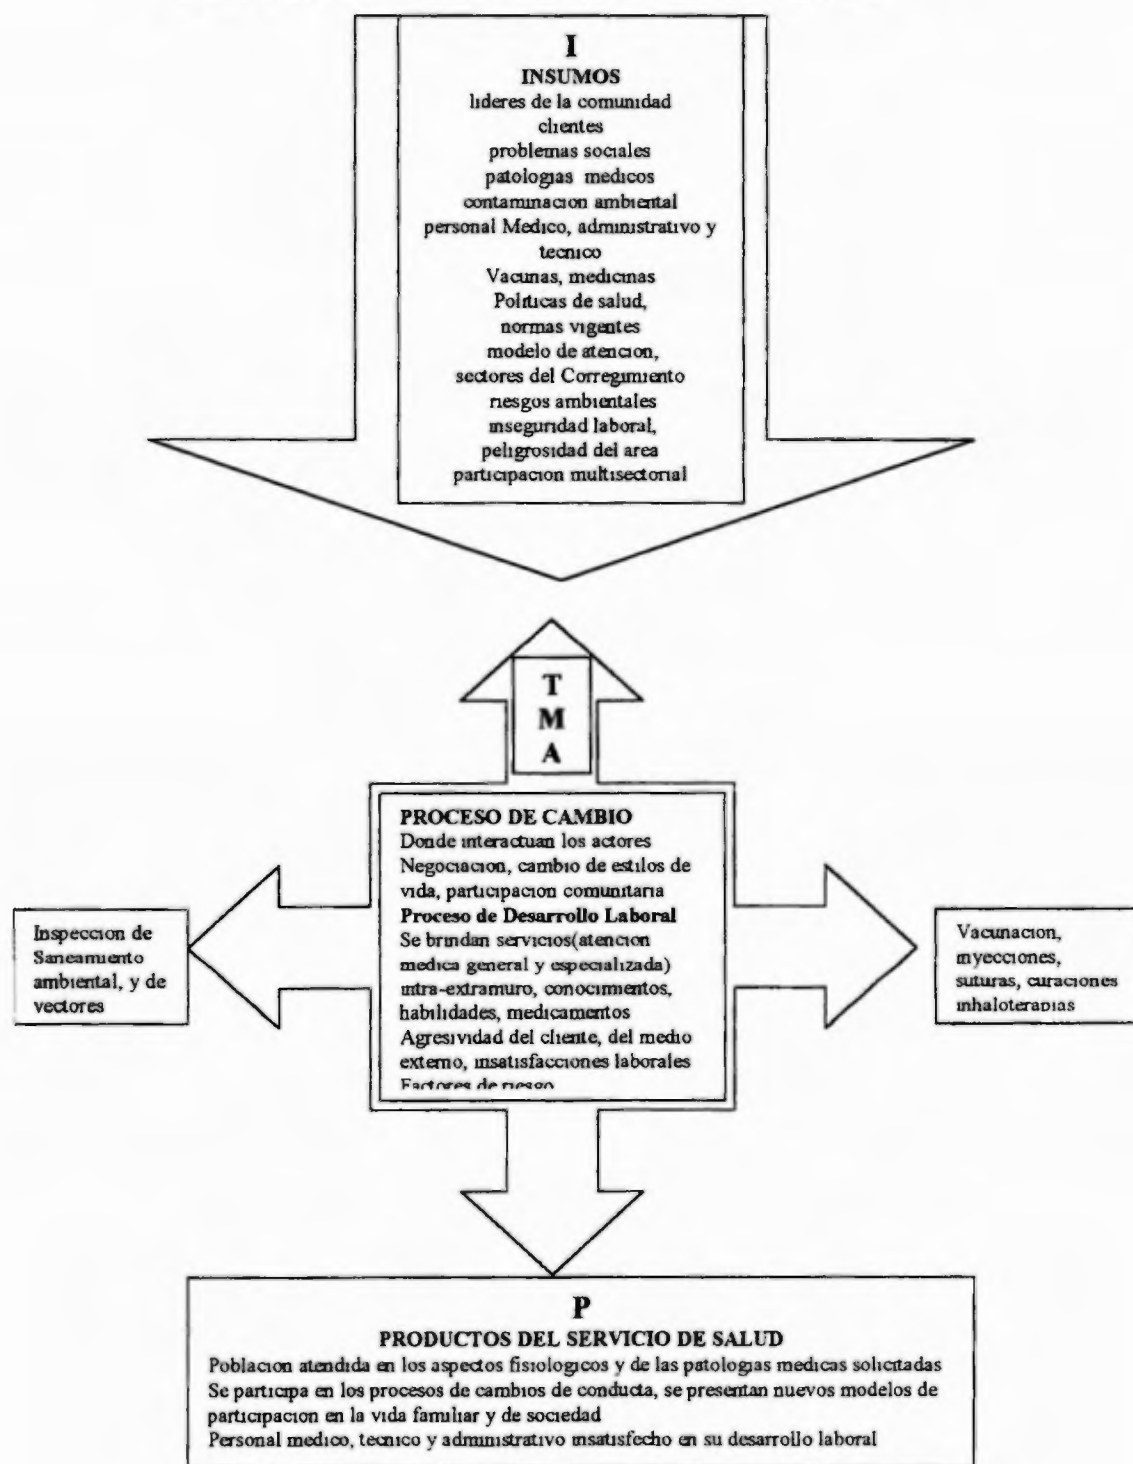 I
INSUMOS
lideres de la comunidad
clientes
problemas sociales
patologias medicos
contaminacion ambiental
personal Medico, administrativo y
tecnico
Vacunas, medicinas
Politicas de salud,
normas vigentes
modelo de atencion,
sectores del Corregimiento
riesgos ambientales
inseguridad laboral,
peligrosidad del area
participacion multisectorial
T
M
A
PROCESO DE CAMBIO
Donde interactuan los actores
Negociacion, cambio de estilos de
vida, participacion comunitaria
Proceso de Desarrollo Laboral
Se brindan servicios(atencion
medica general y especializada)
intra-extramuro, conocimientos,
habilidades, medicamentos
Agresividad del cliente, del medio
externo, insatisfacciones laborales
Factores de riesgo
Inspeccion de
Saneamiento
ambiental, y de
vectores
Vacunacion,
inyecciones,
suturas, curaciones
inhaloterapias
P
PRODUCTOS DEL SERVICIO DE SALUD
Poblacion atendida en los aspectos fisiologicos y de las patologias medicas solicitadas
Se participa en los procesos de cambios de conducta, se presentan nuevos modelos de
participacion en la vida familiar y de sociedad
Personal medico, tecnico y administrativo insatisfecho en su desarrollo laboral